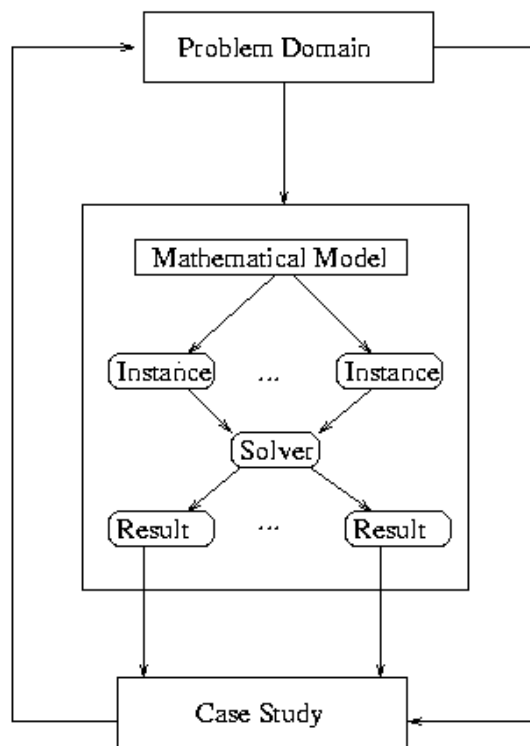 Problem Domain
Mathematical Model
Instance ... Instance
Solver
Result ... Result
Case Study